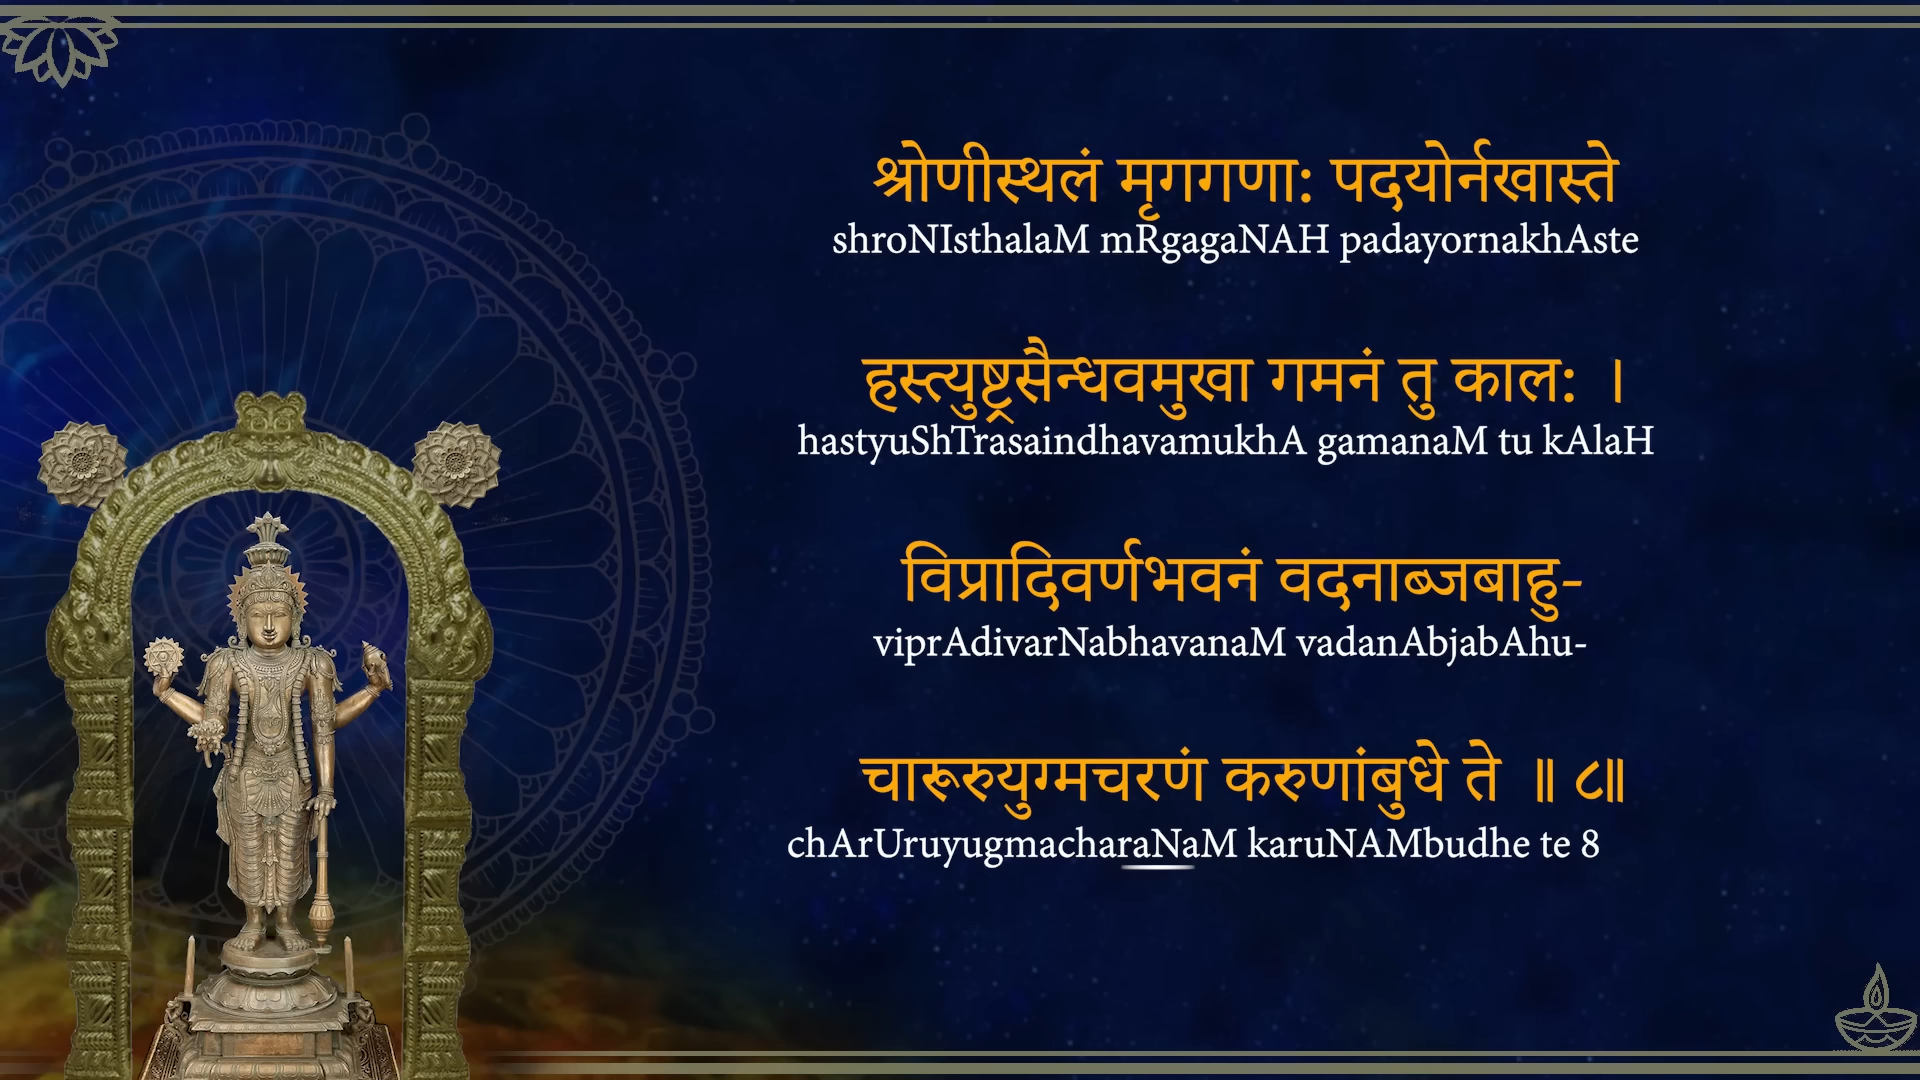 श्रोणीस्थलं मृगगणा: पदयोर्नखास्ते
shroNIsthalaM mRgagaNAH padayornakhAste
हस्त्युष्ट्रसैन्धवमुखा गमनं तु काल: ।
hastyuShTrasaindhavamukhA gamanaM tu kAlaH
विप्रादिवर्णभवनं वदनाब्जबाहु-
viprAdivarNabhavanaM vadanAbjabAhu-
चारूरुयुग्मचरणं करुणांबुधे ते ॥ ८॥
chArUruyugmacharaNaM karuNAMbudhe te 8